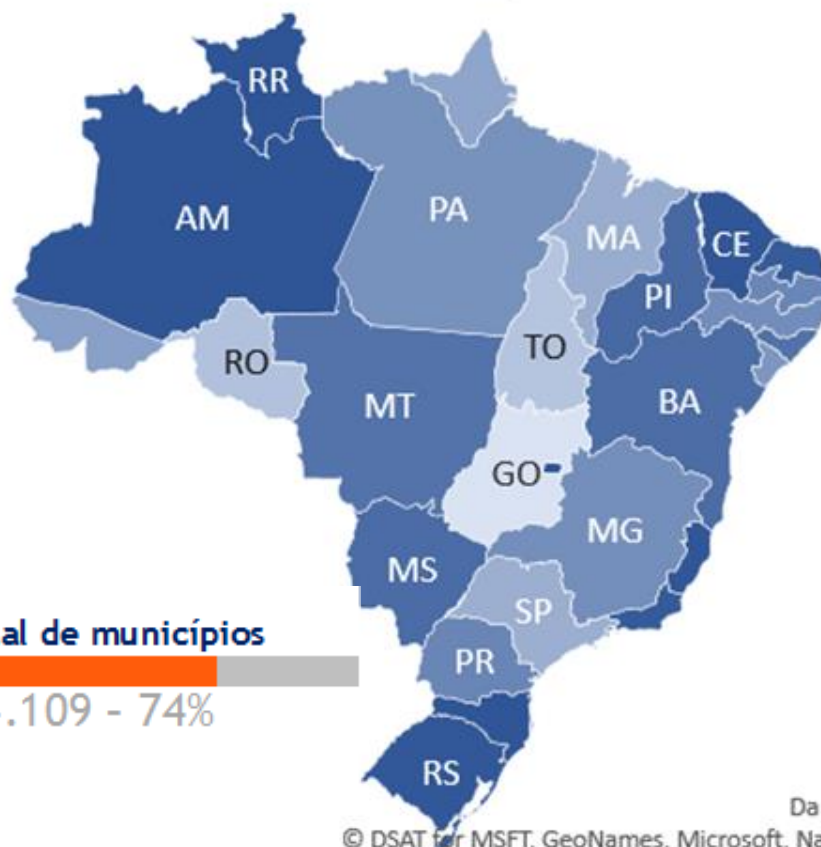 RR
AM
PA
MA
CE
PI
RO
TO
MT
BA
GO
MG
MS
SP
al de municípios
PR
.109 - 74%
RS
Da
© DSAT for MSFT, GeoNames, Microsoft, Na